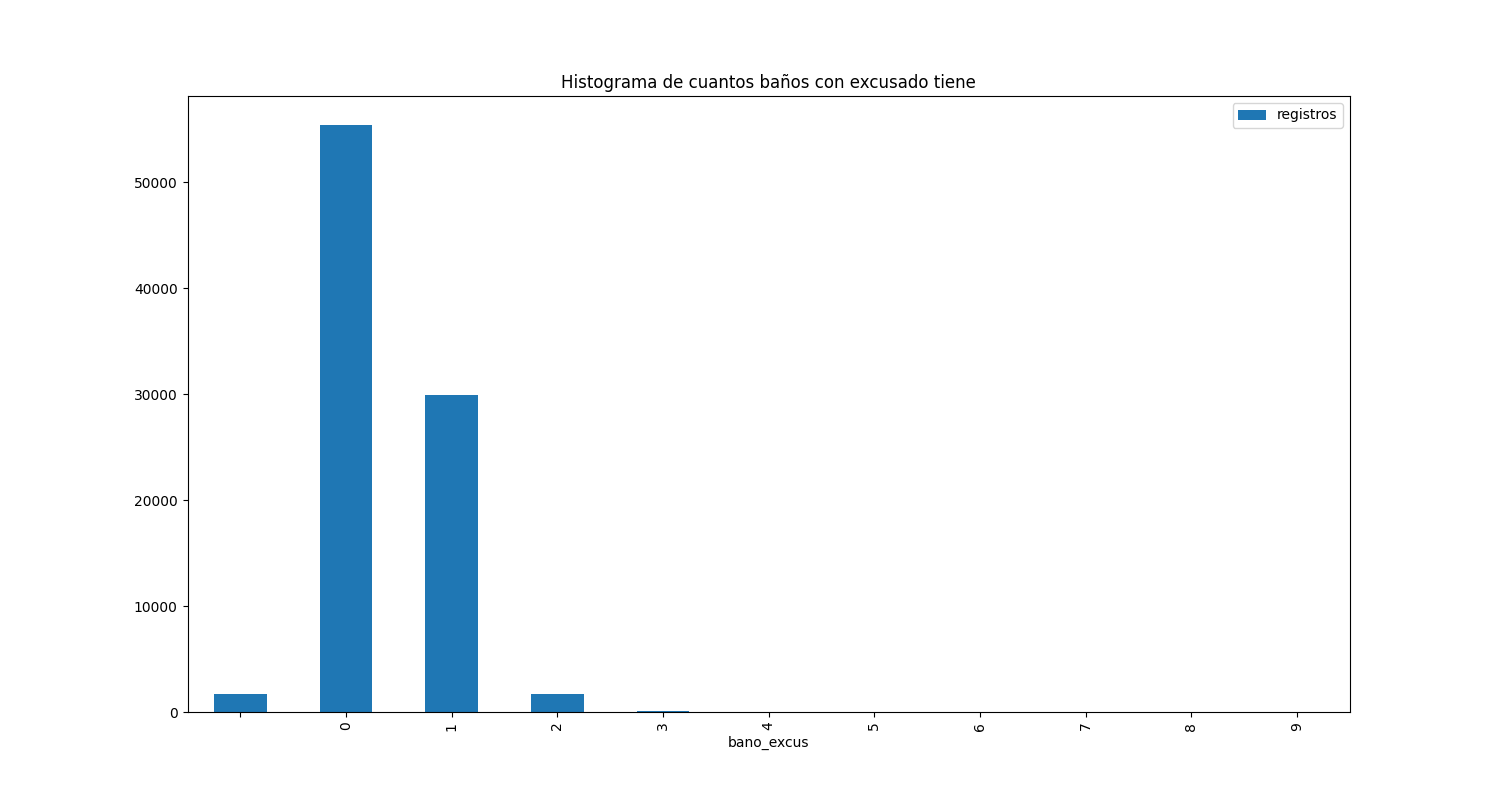 Histograma de cuantos baños con excusado tiene
registros
50000
40000
30000
20000
10000
0
0 1 2 3 4 5 6 7 8 9
bano_excus